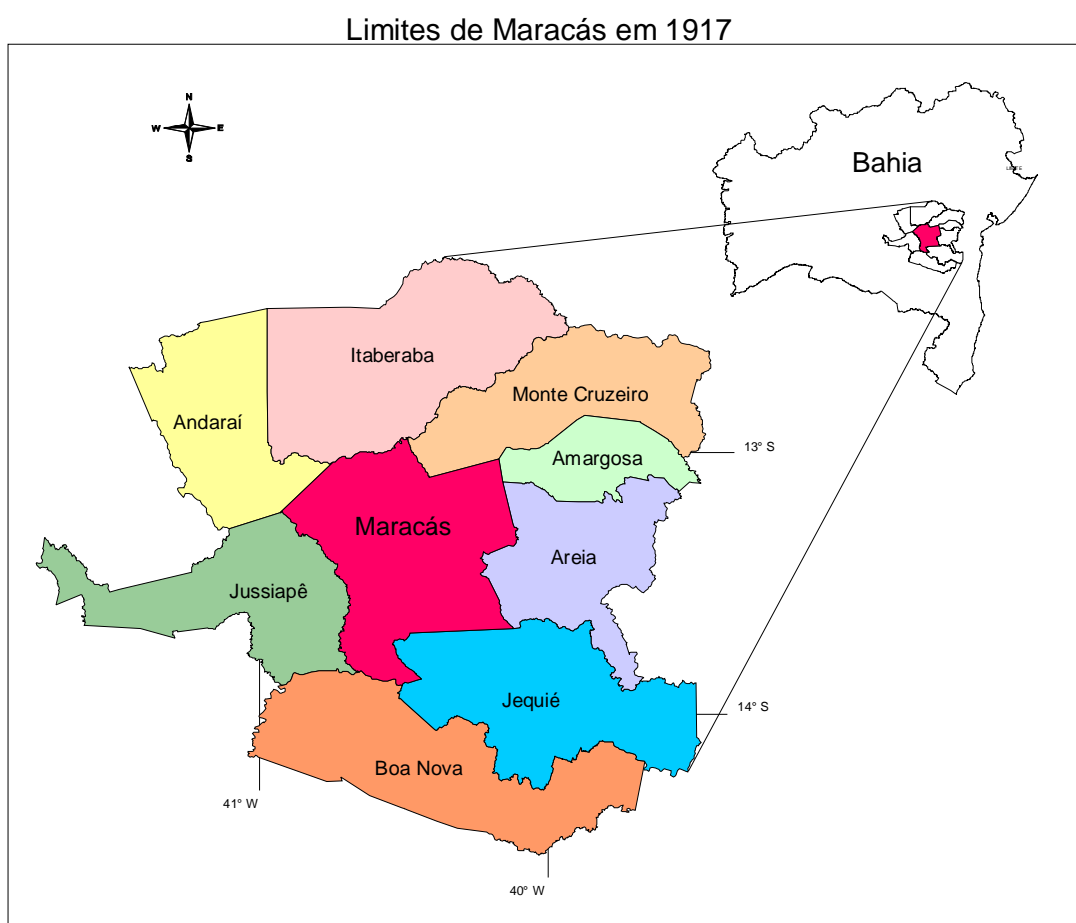 Limites de Maracás em 1917
N
W E
S
Bahia
Itaberaba
Monte Cruzeiro
Andaraí
13° S
Amargosa
Maracás
Areia
Jussiapê
Jequié
14° S
Boa Nova
41° W
40° W